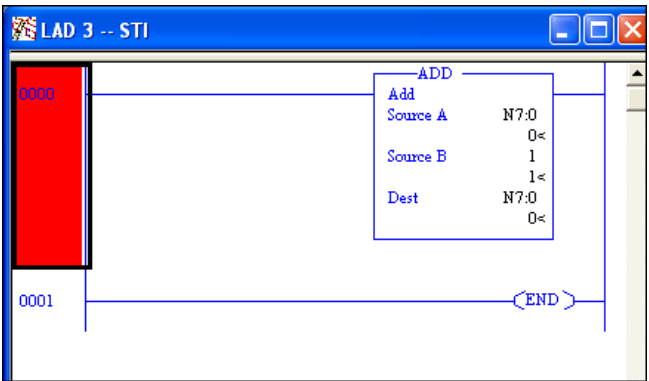 LAD 3 -- STI
ADD
0000
Add
Source A N7:0
0<
Source B 1
1<
Dest N7:0
0<
0001
END